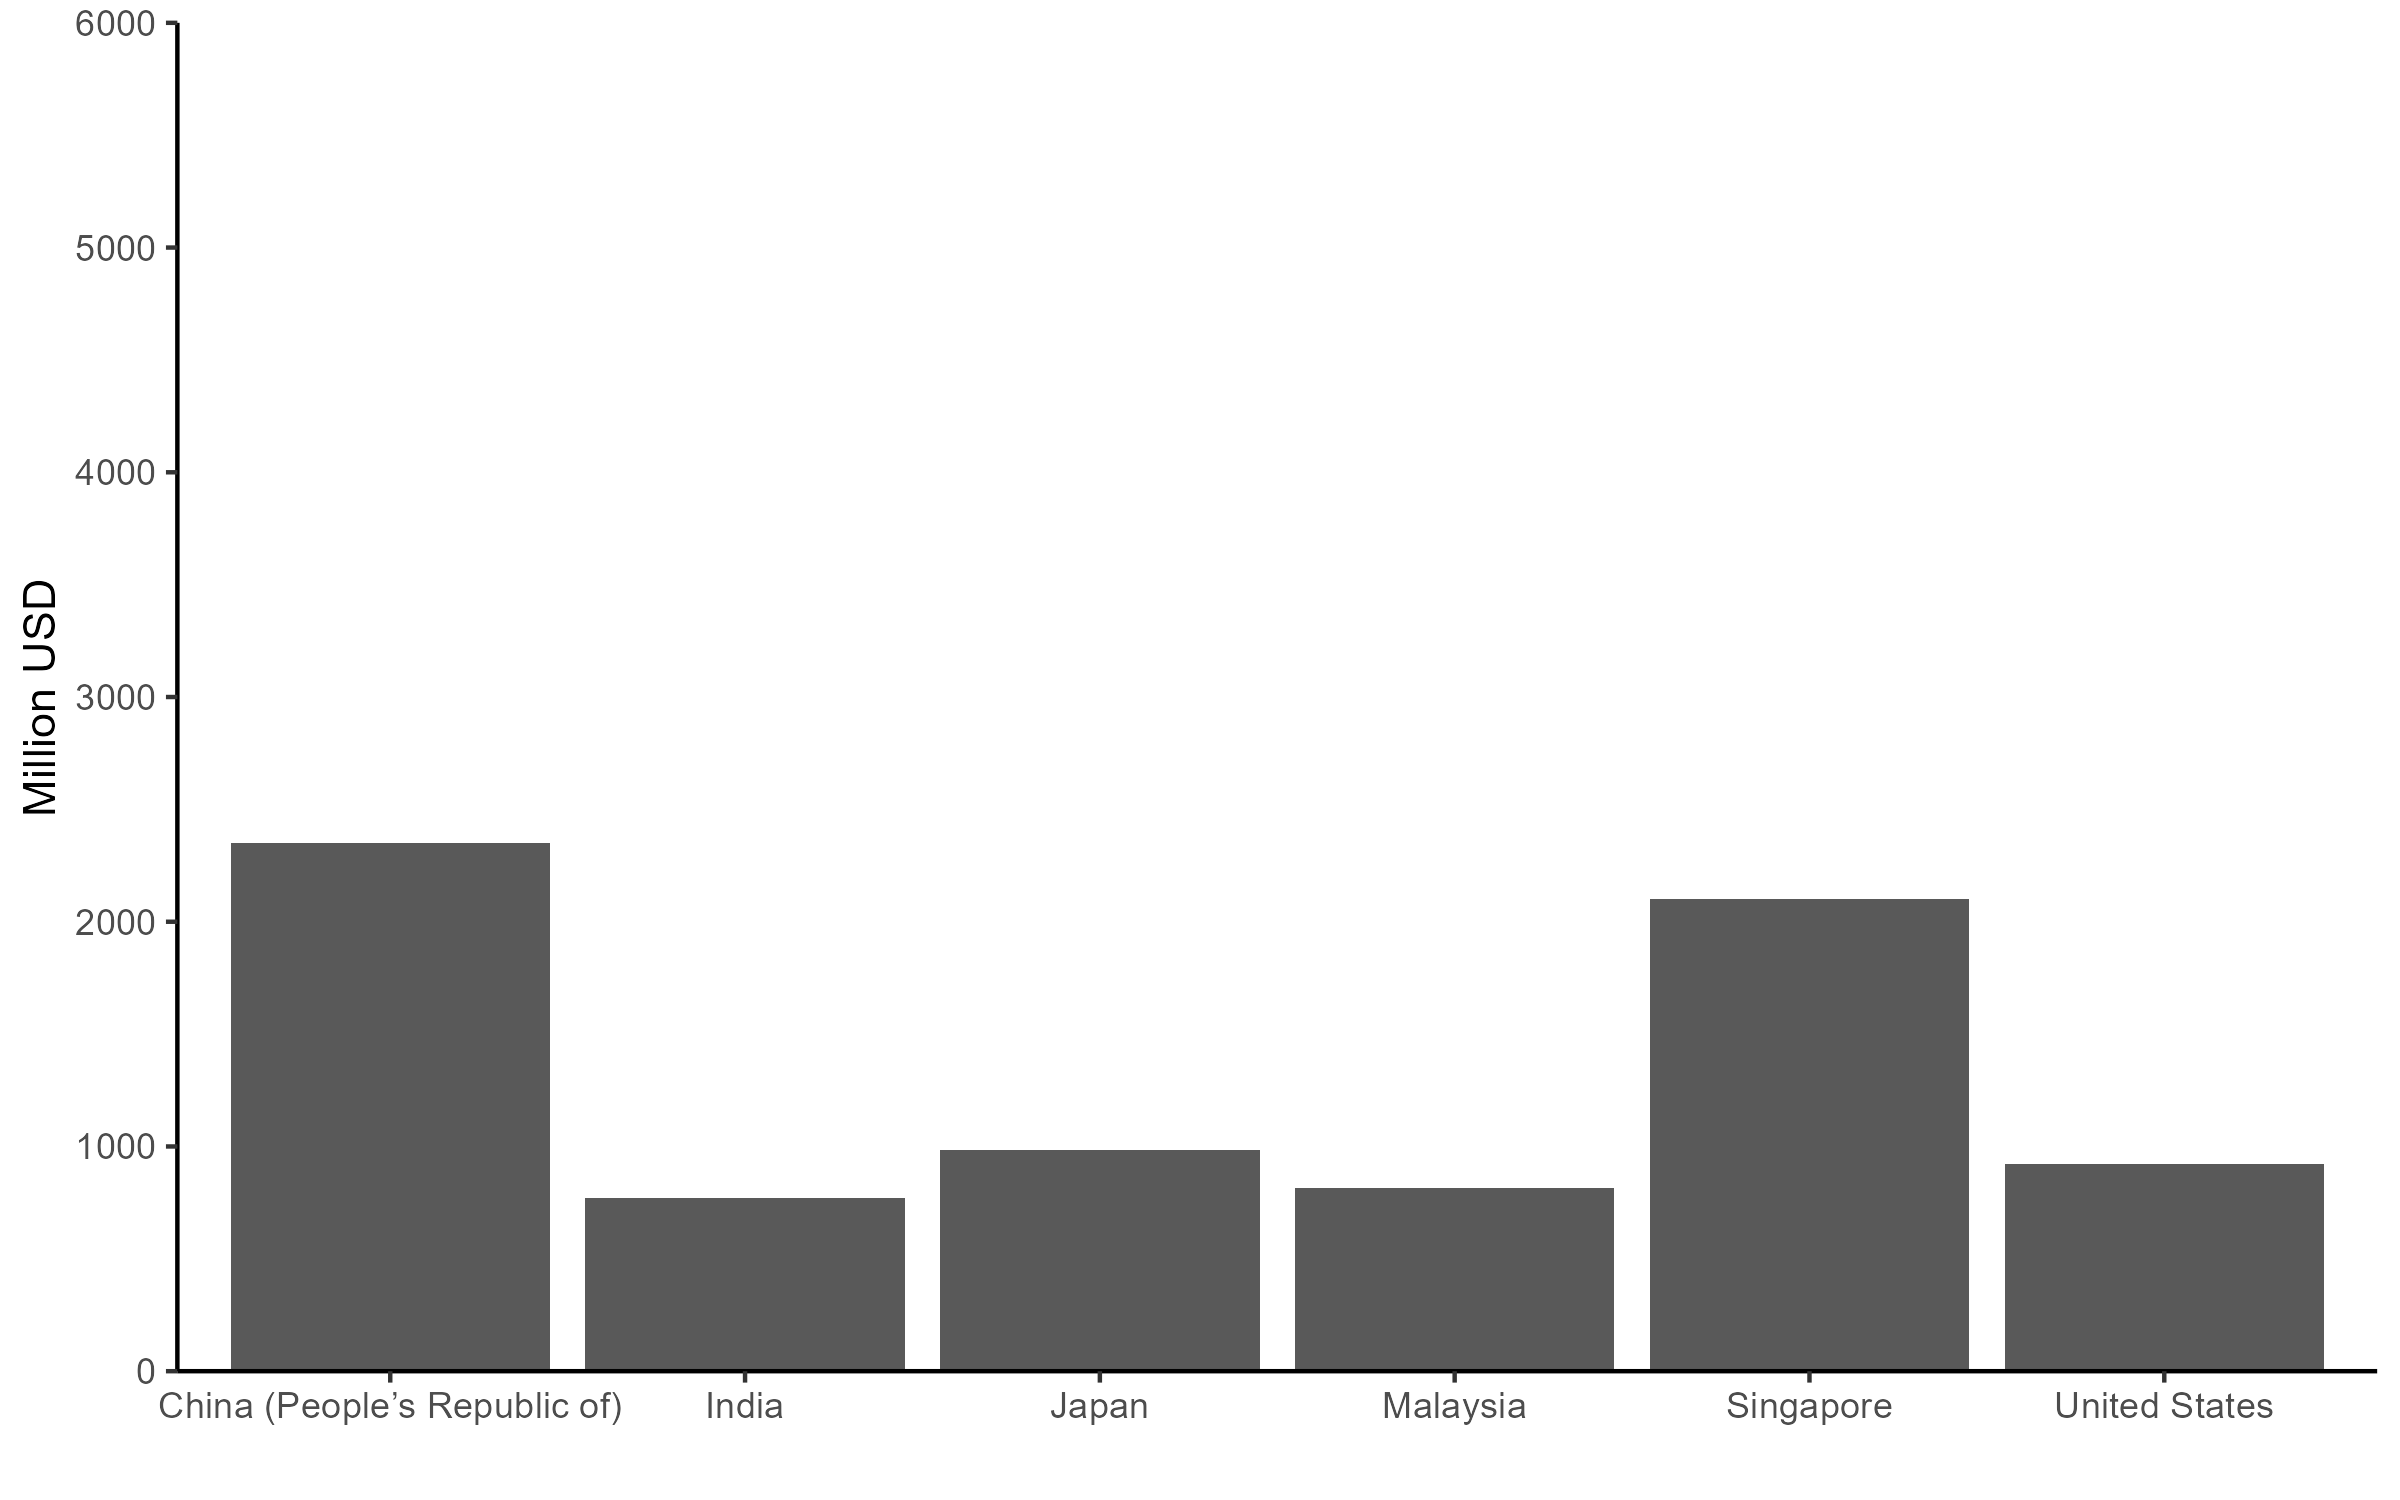 6000
5000
4000
3000
2000
1000
0
Million USD
China (People’s Republic of)
India
Japan
Malaysia
Singapore
United States